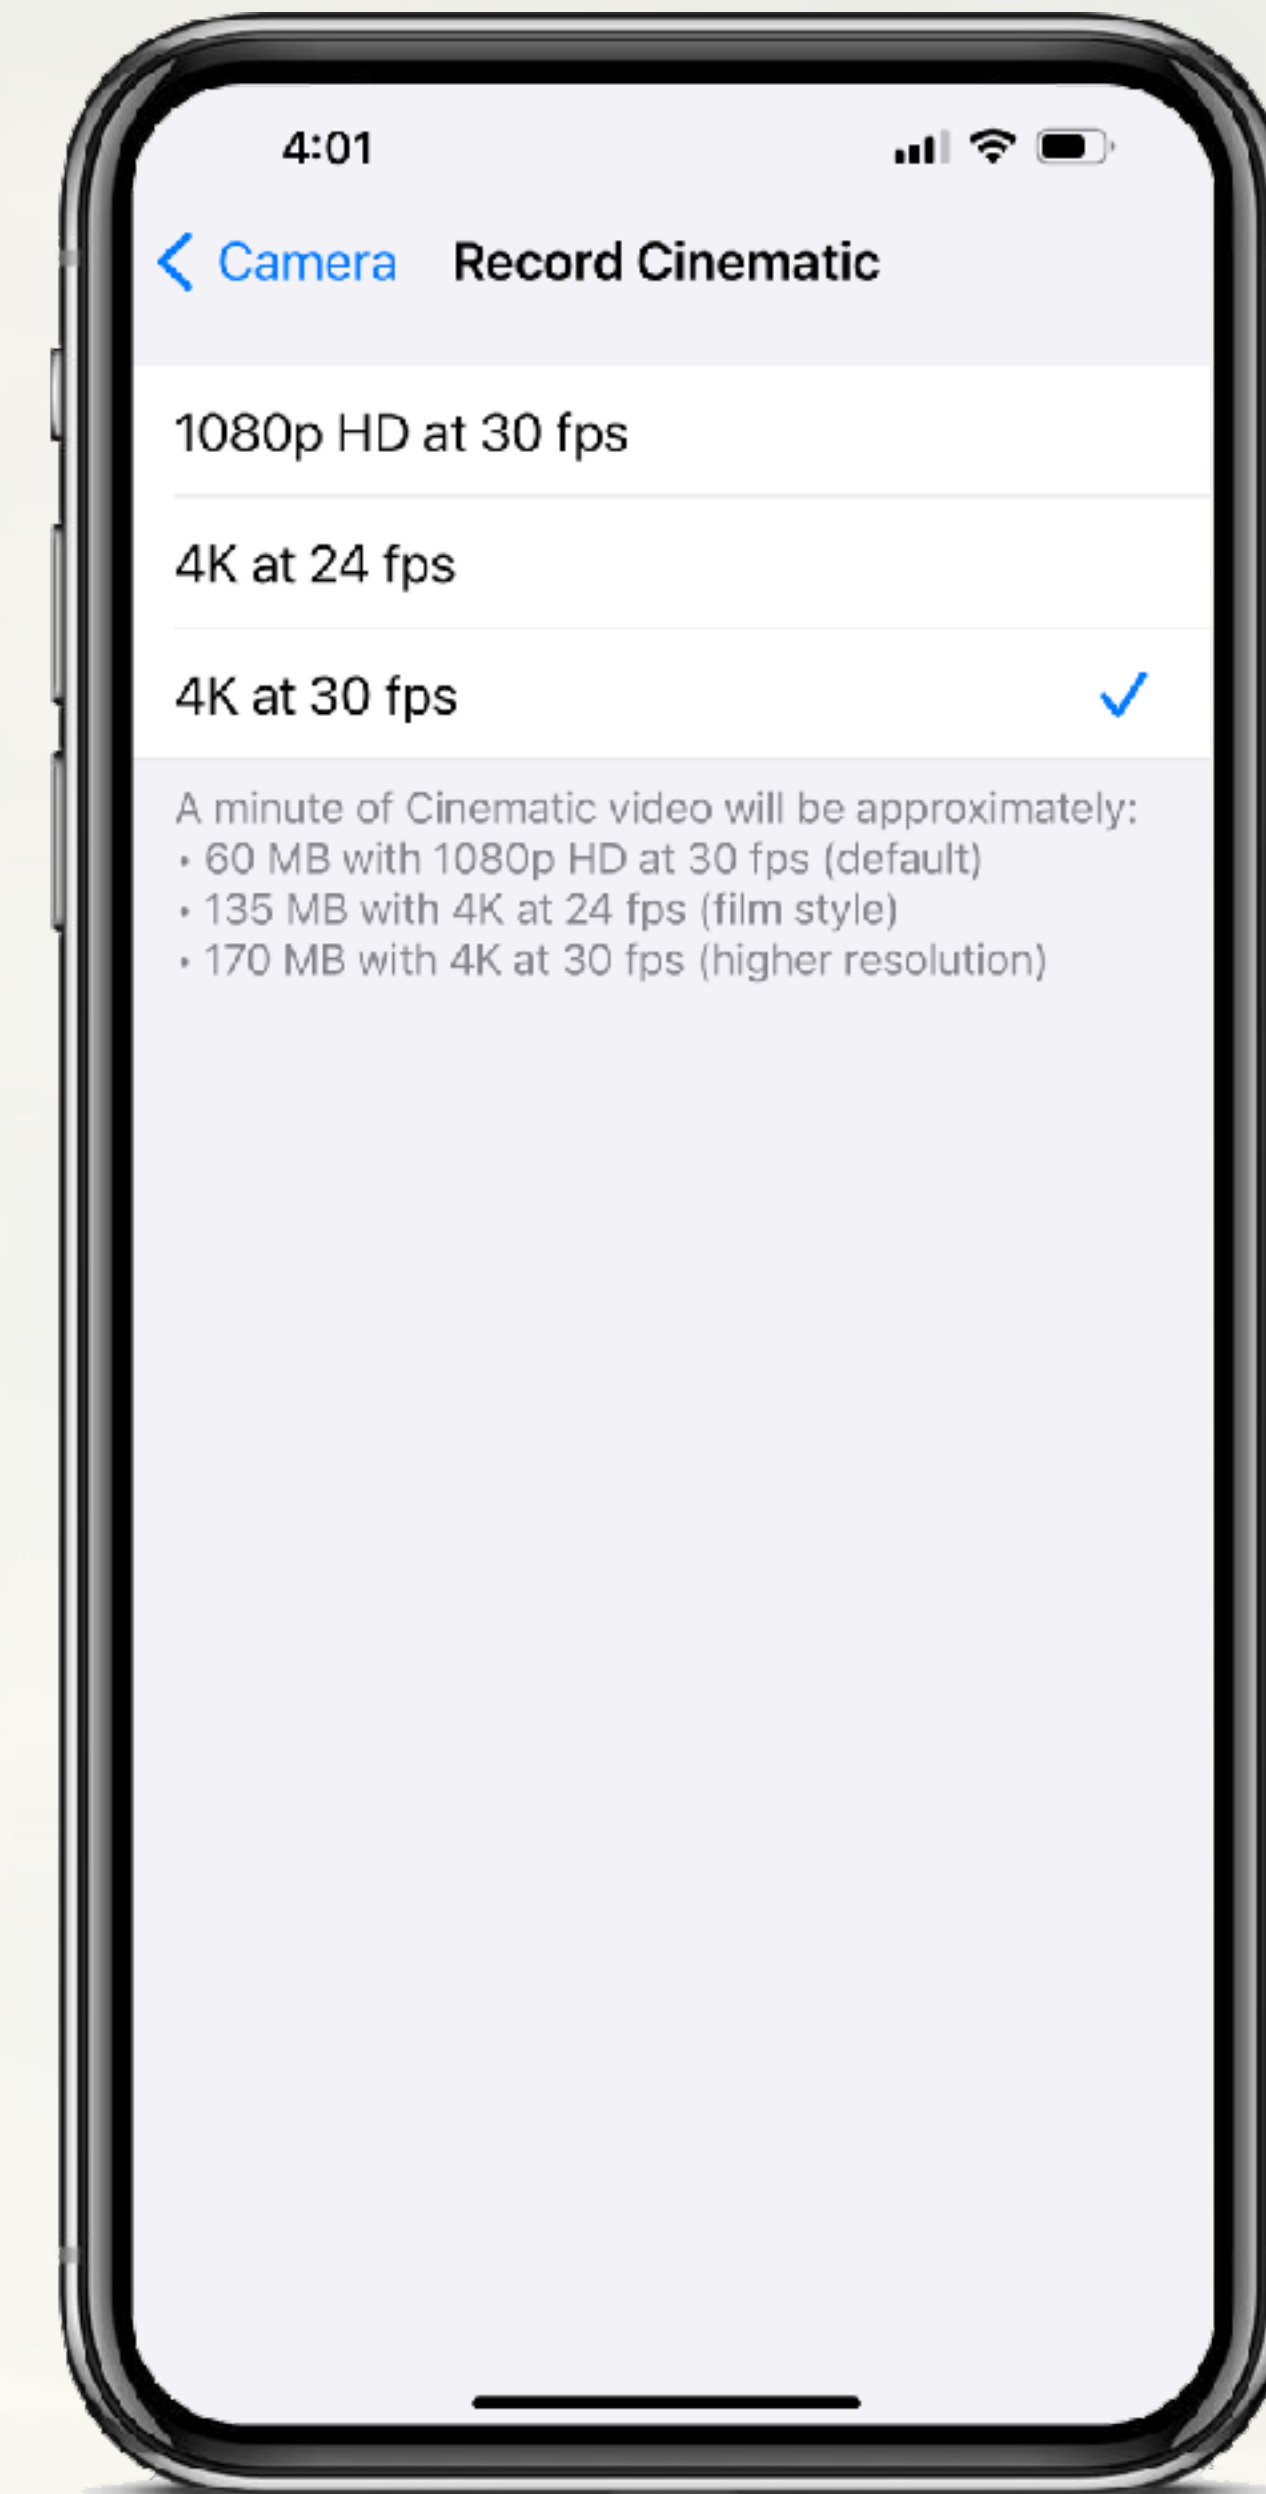 4:01
Camera Record Cinematic
1080p HD at 30 fps
4K at 24 fps
4K at 30 fps
A minute of Cinematic video will be approximately:
• 60 MB with 1080p HD at 30 fps (default)
• 135 MB with 4K at 24 fps (film style)
• 170 MB with 4K at 30 fps (higher resolution)